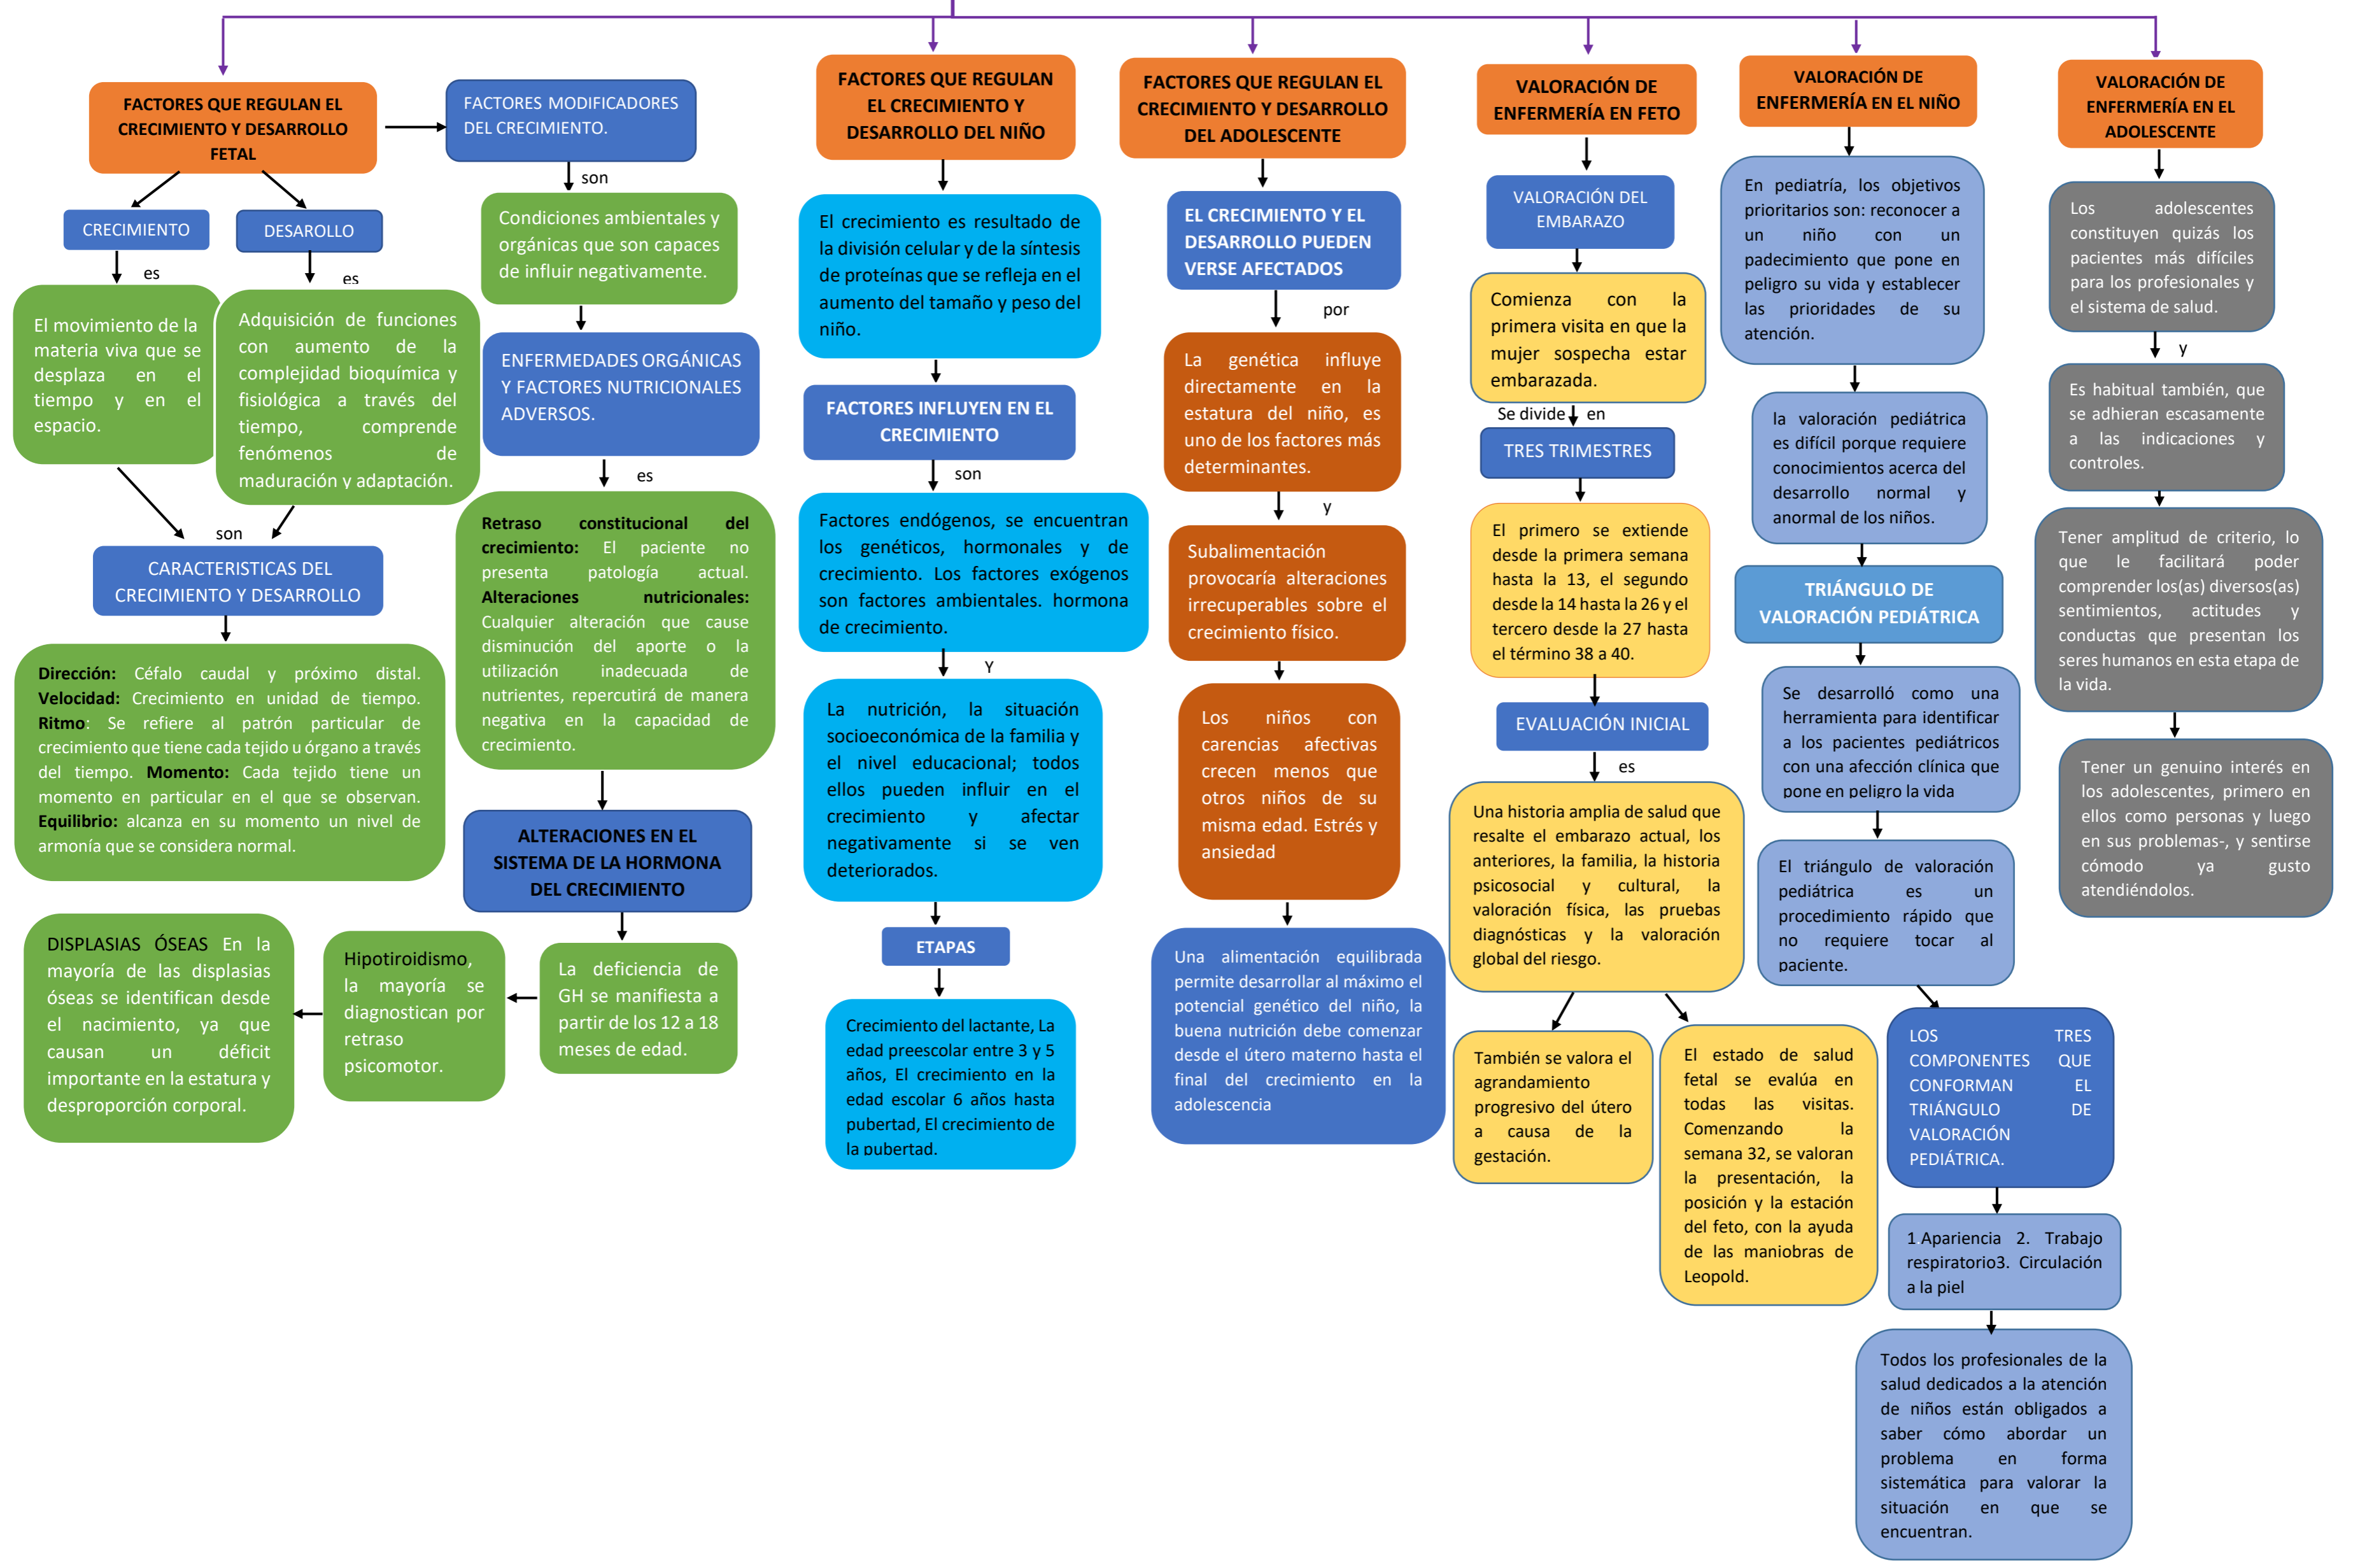 FACTORES QUE REGULAN EL
CRECIMIENTO Y DESARROLLO
FETAL
FACTORES MODIFICADORES
DEL CRECIMIENTO.
son
CRECIMIENTO
DESAROLLO
es
es
El movimiento de la
materia viva que se
desplaza en el
tiempo y en el
espacio.
Adquisición de funciones
con aumento de la
complejidad bioquímica y
fisiológica a través del
tiempo, comprende
fenómenos de
maduración y adaptación.
son
CARACTERISTICAS DEL
CRECIMIENTO Y DESARROLLO
Dirección: Céfalo caudal y próximo distal.
Velocidad: Crecimiento en unidad de tiempo.
Ritmo: Se refiere al patrón particular de
crecimiento que tiene cada tejido u órgano a través
del tiempo. Momento: Cada tejido tiene un
momento en particular en el que se observan.
Equilibrio: alcanza en su momento un nivel de
armonía que se considera normal.
Condiciones ambientales y
orgánicas que son capaces
de influir negativamente.
ENFERMEDADES ORGÁNICAS
Y FACTORES NUTRICIONALES
ADVERSOS.
es
Retraso constitucional del
crecimiento: El paciente no
presenta patología actual.
Alteraciones nutricionales:
Cualquier alteración que cause
disminución del aporte o la
utilización inadecuada de
nutrientes, repercutirá de manera
negativa en la capacidad de
crecimiento.
ALTERACIONES EN EL
SISTEMA DE LA HORMONA
DEL CRECIMIENTO
La deficiencia de
GH se manifiesta a
partir de los 12 a 18
meses de edad.
Hipotiroidismo,
la mayoría se
diagnostican por
retraso
psicomotor.
DISPLASIAS ÓSEAS En la
mayoría de las displasias
óseas se identifican desde
el nacimiento, ya que
causan un déficit
importante en la estatura y
desproporción corporal.
FACTORES QUE REGULAN
EL CRECIMIENTO Y
DESARROLLO DEL NIÑO
El crecimiento es resultado de
la división celular y de la síntesis
de proteínas que se refleja en el
aumento del tamaño y peso del
niño.
FACTORES INFLUYEN EN EL
CRECIMIENTO
son
Factores endógenos, se encuentran
los genéticos, hormonales y de
crecimiento. Los factores exógenos
son factores ambientales. hormona
de crecimiento.
Y
La nutrición, la situación
socioeconómica de la familia y
el nivel educacional; todos
ellos pueden influir en el
crecimiento y afectar
negativamente si se ven
deteriorados.
ETAPAS
Crecimiento del lactante, La
edad preescolar entre 3 y 5
años, El crecimiento en la
edad escolar 6 años hasta
pubertad, El crecimiento de
la pubertad.
FACTORES QUE REGULAN EL
CRECIMIENTO Y DESARROLLO
DEL ADOLESCENTE
EL CRECIMIENTO Y EL
DESARROLLO PUEDEN
VERSE AFECTADOS
por
La genética influye
directamente en la
estatura del niño, es
uno de los factores más
determinantes.
y
Subalimentación
provocaría alteraciones
irrecuperables sobre el
crecimiento físico.
Los niños con
carencias afectivas
crecen menos que
otros niños de su
misma edad. Estrés y
ansiedad
Una alimentación equilibrada
permite desarrollar al máximo el
potencial genético del niño, la
buena nutrición debe comenzar
desde el útero materno hasta el
final del crecimiento en la
adolescencia
VALORACIÓN DE
ENFERMERÍA EN FETO
VALORACIÓN DEL
EMBARAZO
Comienza con la
primera visita en que la
mujer sospecha estar
embarazada.
Se divide en
TRES TRIMESTRES
El primero se extiende
desde la primera semana
hasta la 13, el segundo
desde la 14 hasta la 26 y el
tercero desde la 27 hasta
el término 38 a 40.
EVALUACIÓN INICIAL
es
Una historia amplia de salud que
resalte el embarazo actual, los
anteriores, la familia, la historia
psicosocial y cultural, la
valoración física, las pruebas
diagnósticas y la valoración
global del riesgo.
También se valora el
agrandamiento
progresivo del útero
a causa de la
gestación.
El estado de salud
fetal se evalúa en
todas las visitas.
Comenzando la
semana 32, se valoran
la presentación, la
posición y la estación
del feto, con la ayuda
de las maniobras de
Leopold.
VALORACIÓN DE
ENFERMERÍA EN EL NIÑO
En pediatría, los objetivos
prioritarios son: reconocer a
un niño con un
padecimiento que pone en
peligro su vida y establecer
las prioridades de su
atención.
la valoración pediátrica
es difícil porque requiere
conocimientos acerca del
desarrollo normal y
anormal de los niños.
TRIÁNGULO DE
VALORACIÓN PEDIÁTRICA
Se desarrolló como una
herramienta para identificar
a los pacientes pediátricos
con una afección clínica que
pone en peligro la vida
El triángulo de valoración
pediátrica es un
procedimiento rápido que
no requiere tocar al
paciente.
LOS TRES
COMPONENTES QUE
CONFORMAN EL
TRIÁNGULO DE
VALORACIÓN
PEDIÁTRICA.
1.Apariencia 2. Trabajo
respiratorio3. Circulación
a la piel
Todos los profesionales de la
salud dedicados a la atención
de niños están obligados a
saber cómo abordar un
problema en forma
sistemática para valorar la
situación en que se
encuentran.
VALORACIÓN DE
ENFERMERÍA EN EL
ADOLESCENTE
Los adolescentes
constituyen quizás los
pacientes más difíciles
para los profesionales y
el sistema de salud.
y
Es habitual también, que
se adhieran escasamente
a las indicaciones y
controles.
Tener amplitud de criterio, lo
que le facilitará poder
comprender los(as) diversos(as)
sentimientos, actitudes y
conductas que presentan los
seres humanos en esta etapa de
la vida.
Tener un genuino interés en
los adolescentes, primero en
ellos como personas y luego
en sus problemas-, y sentirse
cómodo ya gusto
atendiéndolos.